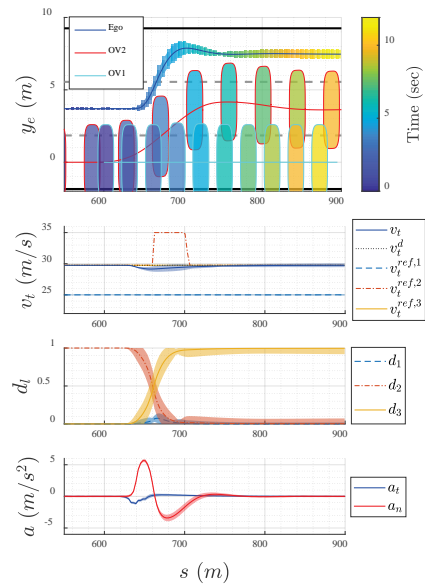 Ego
OV2
OV1
10
5
0
y_e (m)
10
5
0
Time (sec)
600 700 800 900
35
30
25
v_t (m/s)
600 700 800 900
v_t
v_t^d
v_t^{ref,1}
v_t^{ref,2}
v_t^{ref,3}
1
0.5
0
d_l
600 700 800 900
d_1
d_2
d_3
5
0
-5
a (m/s^2)
600 700 800 900
a_t
a_n
s (m)